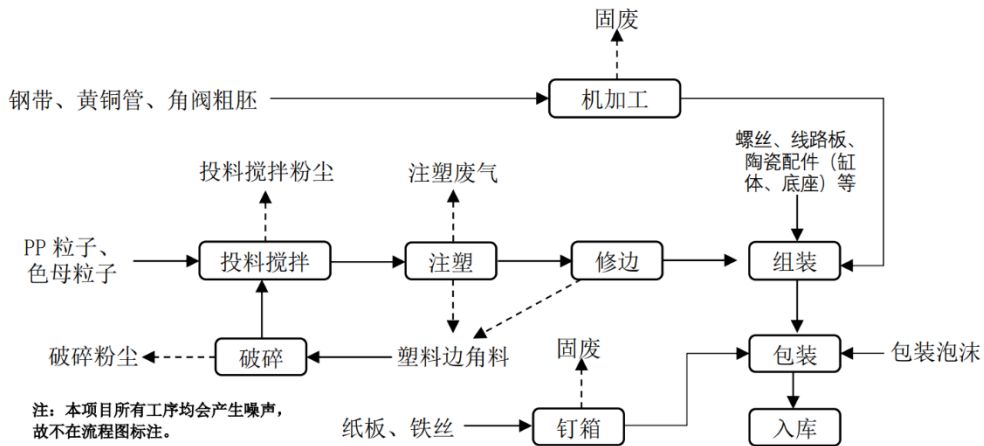 固废
钢带、黄铜管、角阀粗胚
机加工
螺丝、线路板、
陶瓷配件（缸
体、底座）等
投料搅拌粉尘
注塑废气
PP 粒子、
色母粒子
投料搅拌
注塑
修边
组装
破碎粉尘
破碎
塑料边角料
固废
包装
包装泡沫
注：本项目所有工序均会产生噪声，
故不在流程图标注。
纸板、铁丝
钉箱
入库